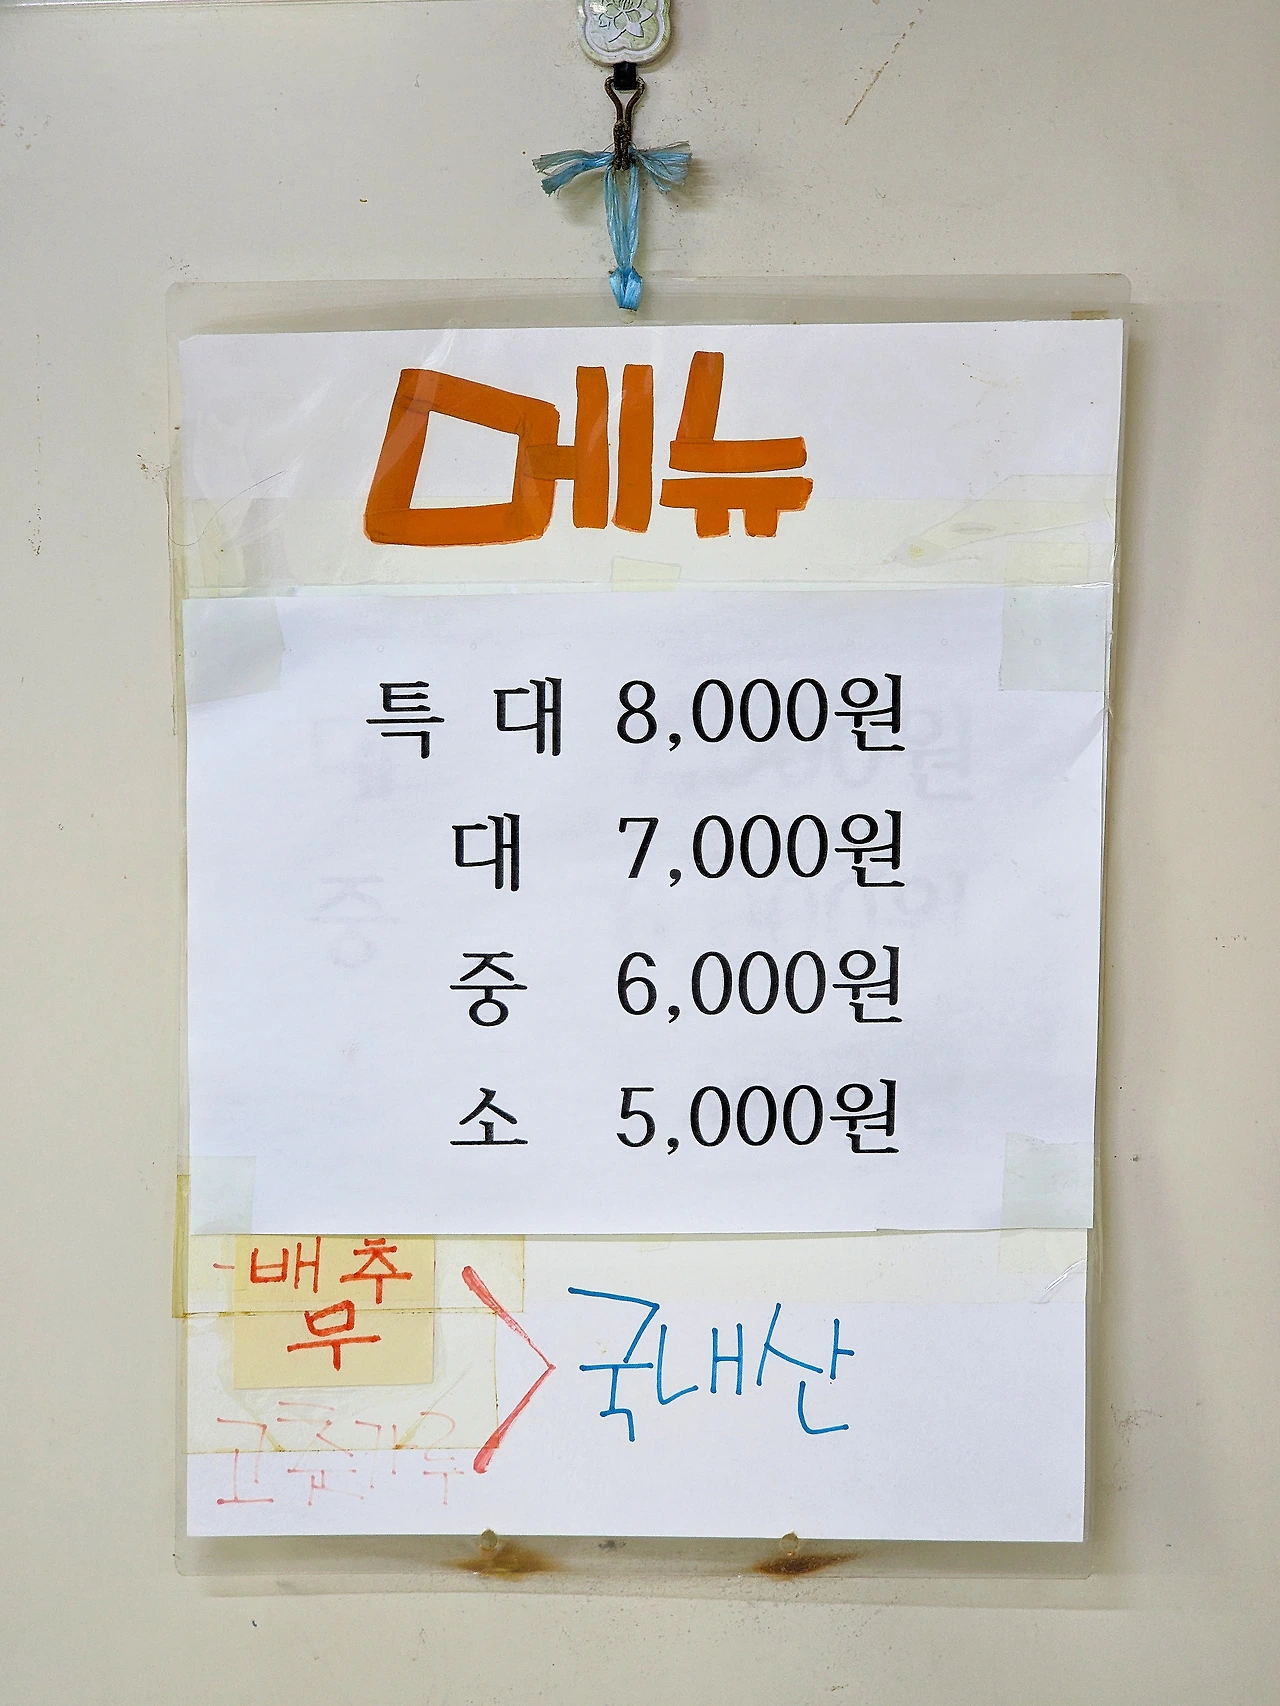 메뉴
특 대 8,000원
대 7,000원
중 6,000원
소 5,000원
배추
무
국내산
고춧가루